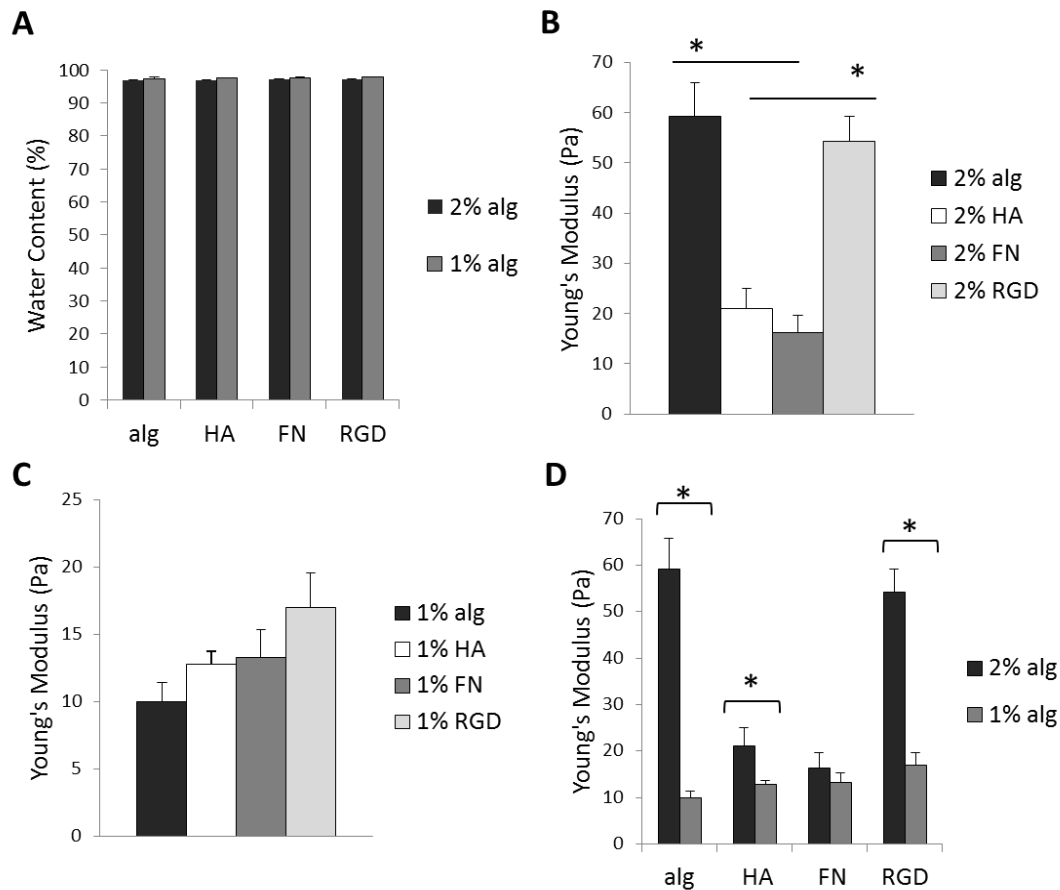 A
Water Content (%)
100
90
80
70
60
50
40
30
20
10
0
alg HA FN RGD
2% alg
1% alg
B
Young's Modulus (Pa)
70
60
50
40
30
20
10
0
*
*
2% alg
2% HA
2% FN
2% RGD
C
Young's Modulus (Pa)
25
20
15
10
5
0
1% alg
1% HA
1% FN
1% RGD
D
Young's Modulus (Pa)
70
60
50
40
30
20
10
0
*
*
*
alg HA FN RGD
2% alg
1% alg